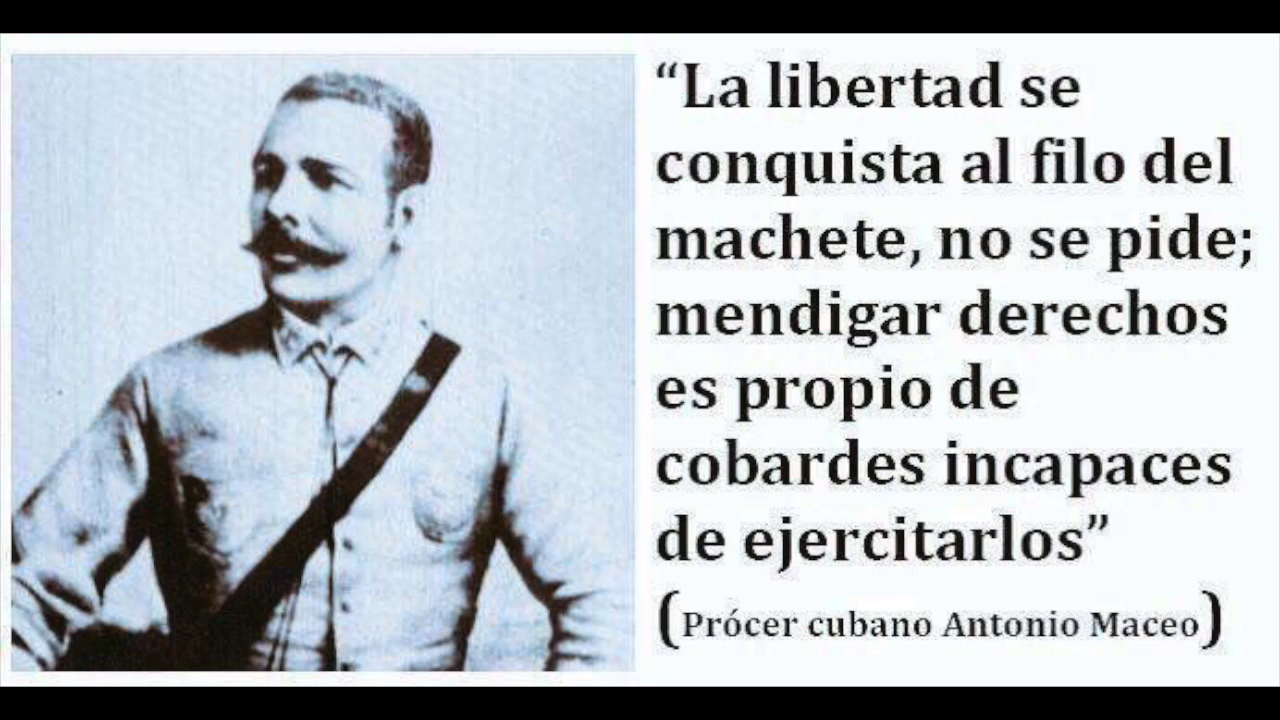 “La libertad se
conquista al filo del
machete, no se pide;
mendigar derechos
es propio de
cobardes incapaces
de ejercitarlos”
(Prócer cubano Antonio Maceo)